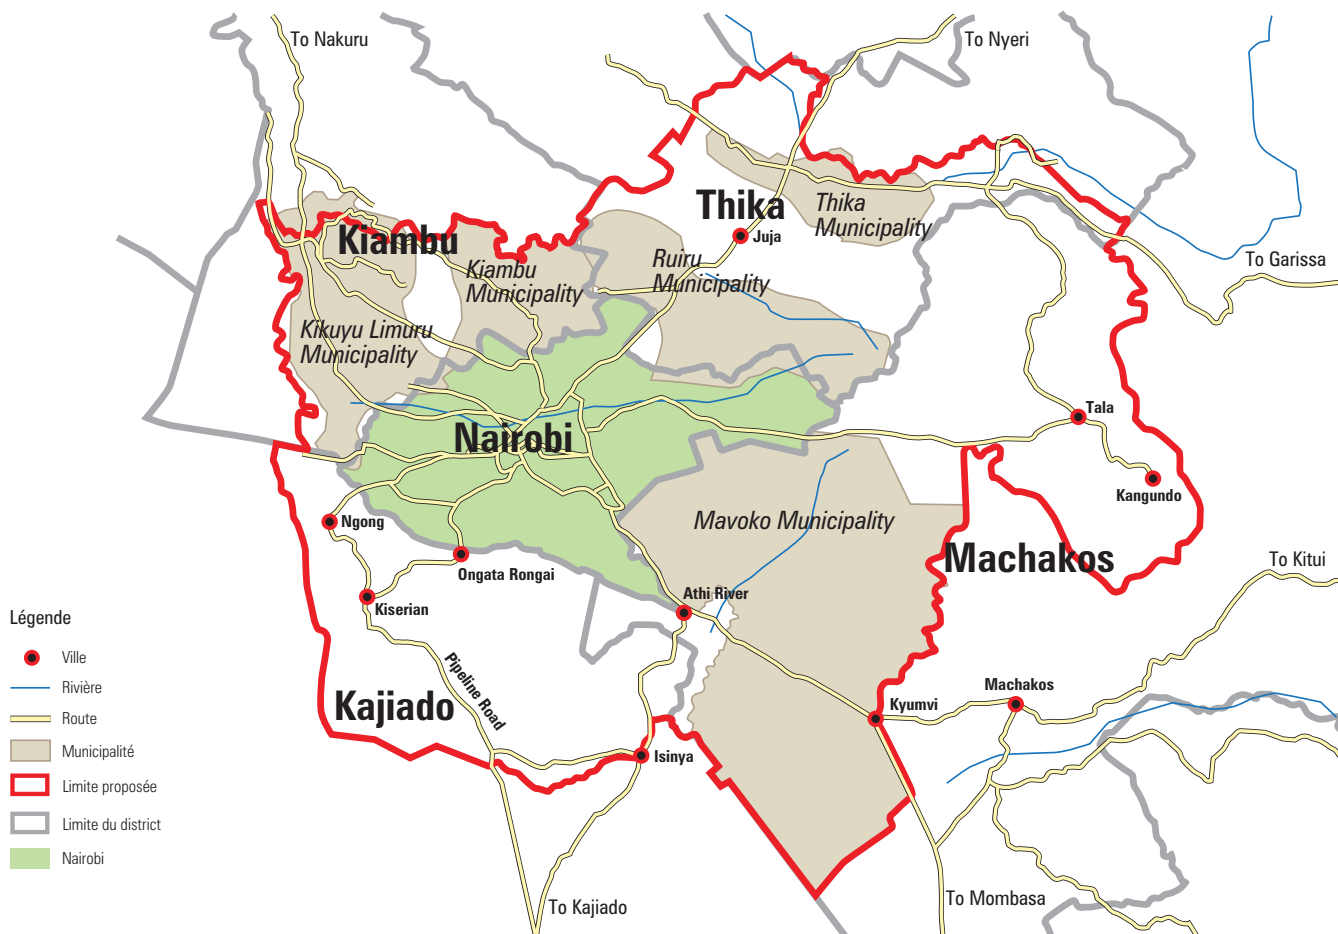 To Nakuru
To Nyeri
Thika
Thika
Municipality
Juja
Kiambu
Kiambu
Municipality
Ruiru
Municipality
To Garissa
Kikuyu Limuru
Municipality
Tala
Nairobi
Kangundo
Ngong
Mavoko Municipality
Machakos
Ongata Rongai
To Kitui
Athi River
Kiserian
Légende
Ville
Rivière
Route
Municipalité
Limite proposée
Limite du district
Nairobi
Pipeline Road
Kajiado
Machakos
Kyumvi
Isinya
To Kajiado
To Mombasa